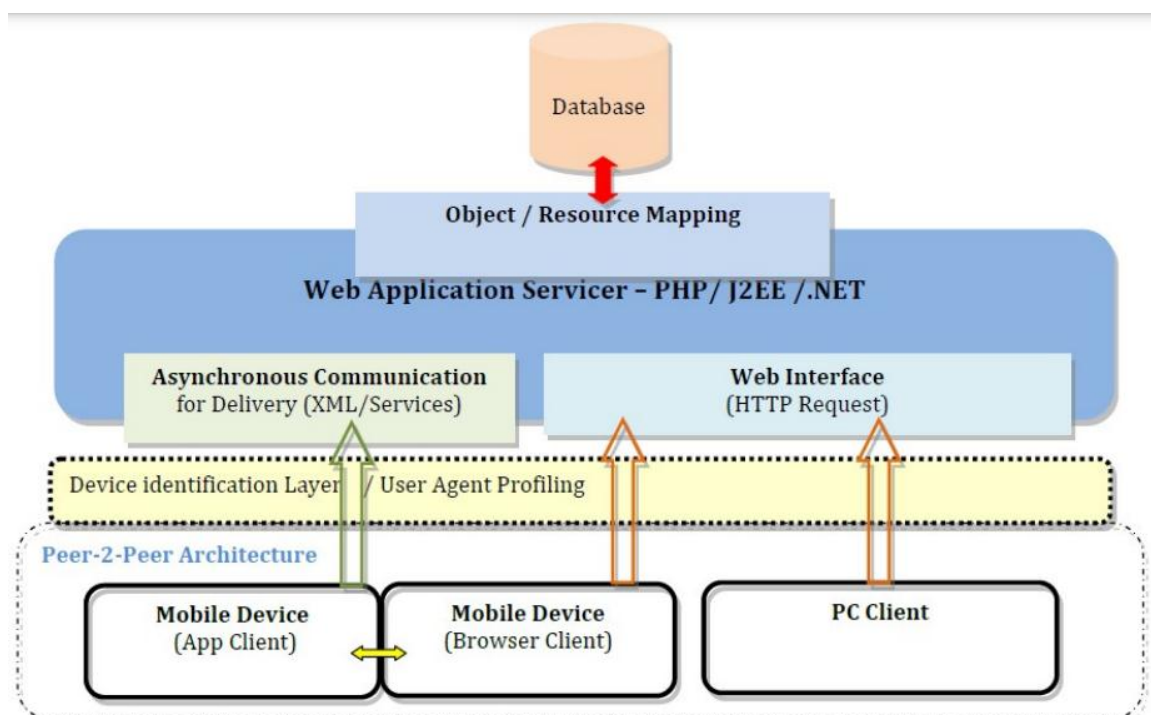 Database
Object / Resource Mapping
Web Application Servicer – PHP/ J2EE /.NET
Asynchronous Communication
for Delivery (XML/Services)
Web Interface
(HTTP Request)
Device identification Layer / User Agent Profiling
Peer-2-Peer Architecture
Mobile Device
(App Client)
Mobile Device
(Browser Client)
PC Client